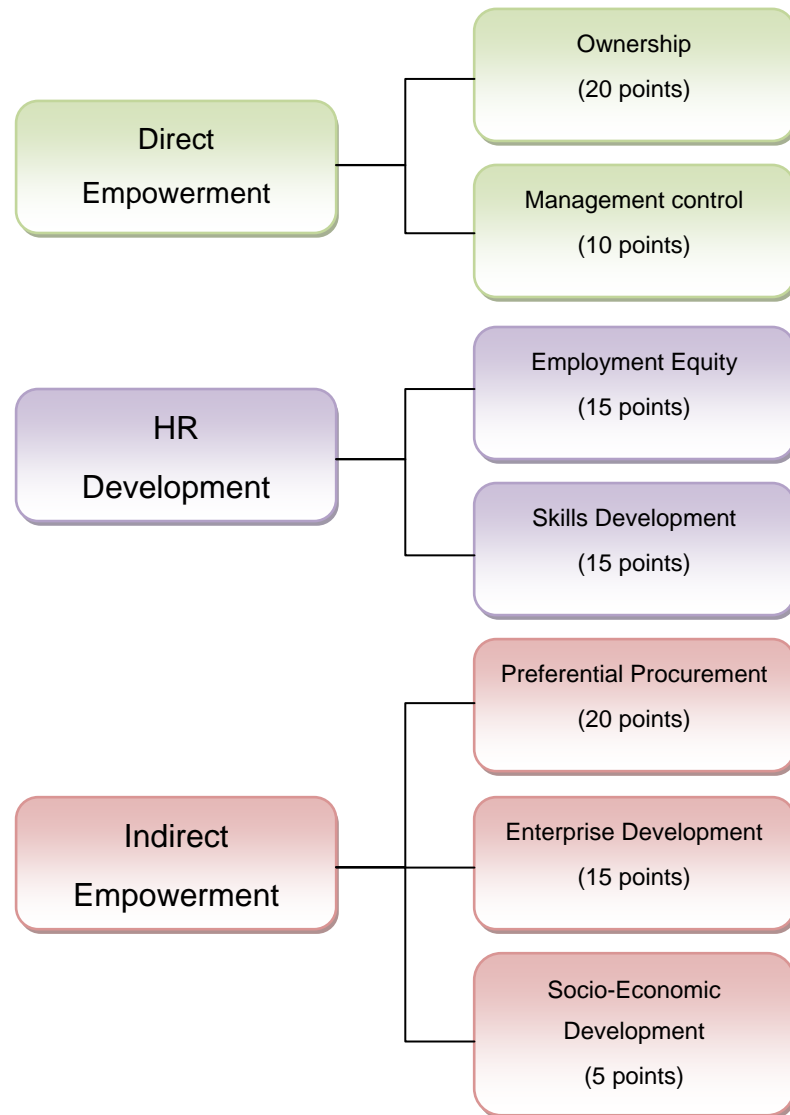 Direct
Empowerment
Ownership
(20 points)
Management control
(10 points)
HR
Development
Employment Equity
(15 points)
Skills Development
(15 points)
Indirect
Empowerment
Preferential Procurement
(20 points)
Enterprise Development
(15 points)
Socio-Economic
Development
(5 points)